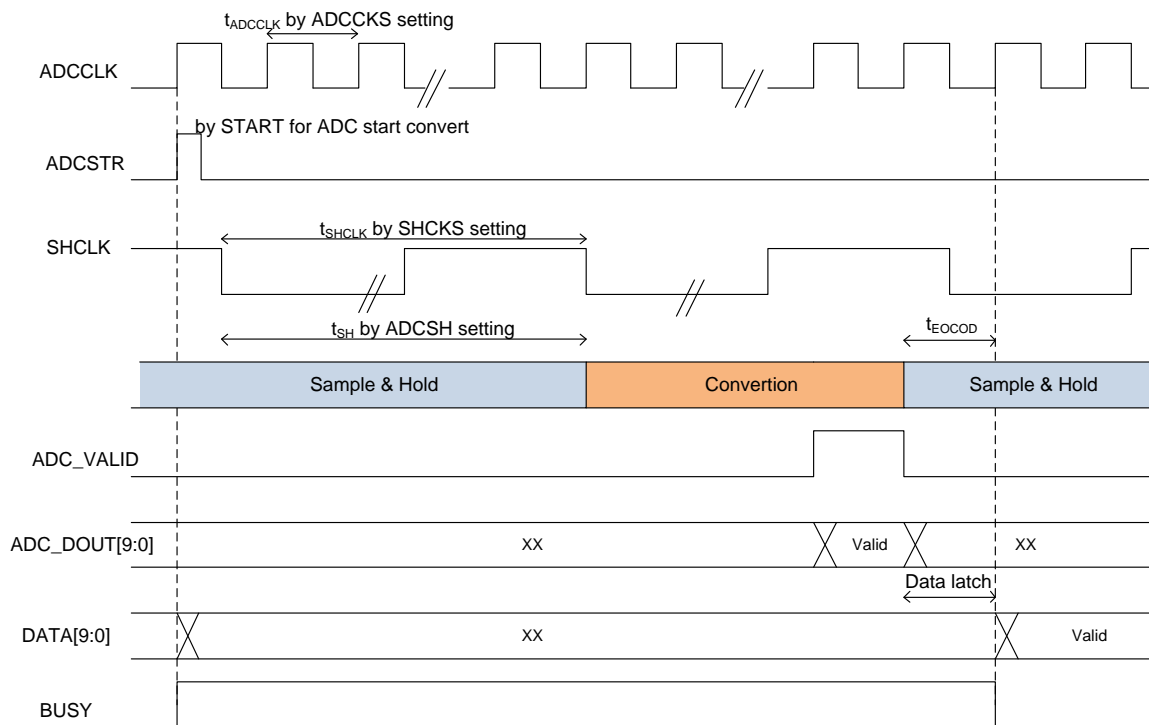 tADCCLK by ADCCKS setting
ADCCLK
by START for ADC start convert
ADCSTR
tSHCLK by SHCKS setting
SHCLK
tSH by ADCSH setting
tEOCOD
Sample & Hold
Convertion
Sample & Hold
ADC_VALID
ADC_DOUT[9:0]
XX
Valid
XX
Data latch
DATA[9:0]
XX
Valid
BUSY